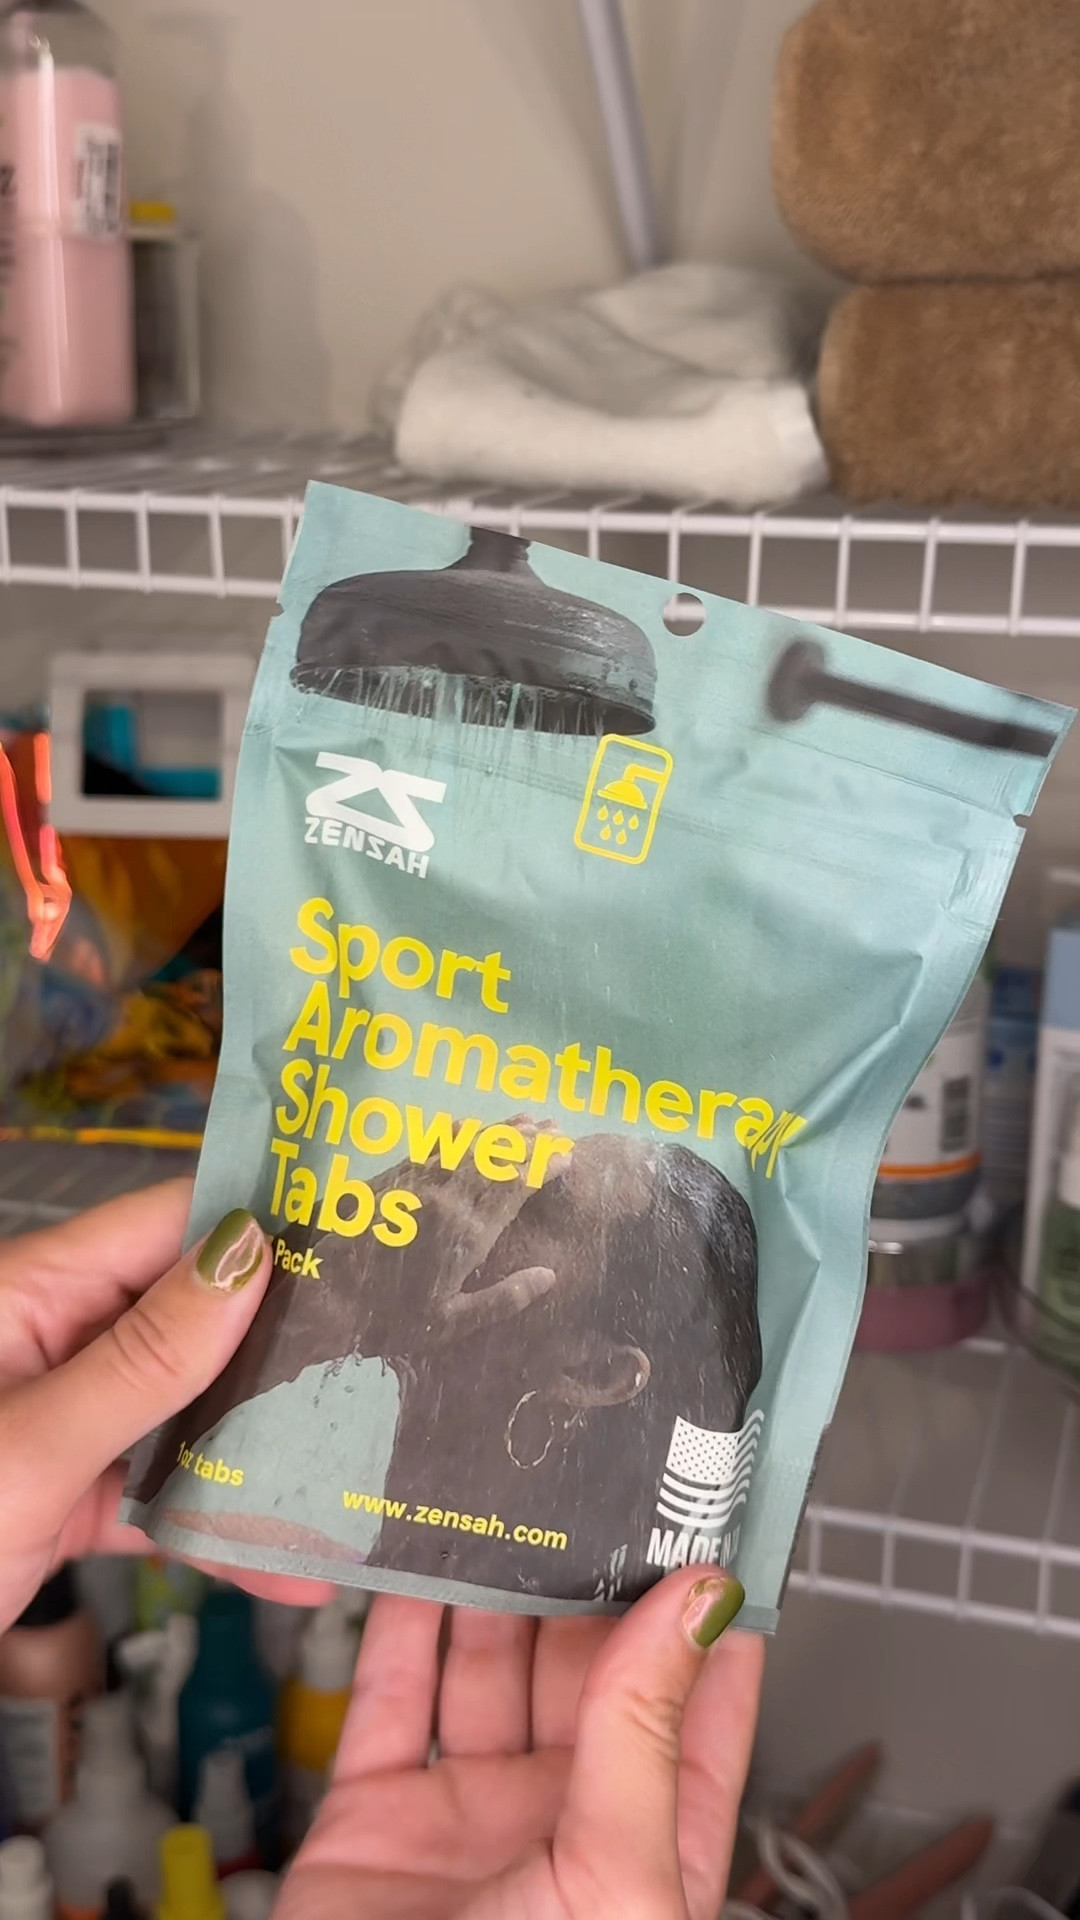 ZENSAH
Sport
Aromatherapy
Shower
Tabs
Pack
1oz tabs
www.zensah.com
MADE IN